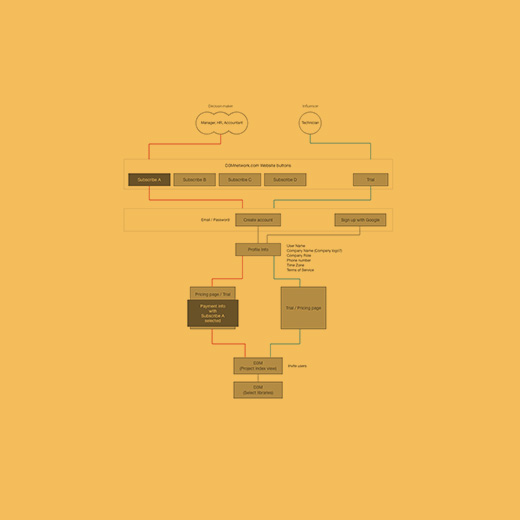 Decision-maker
Influencer
Manager, HR, Accountant
Technician
D3MNetwork.com Website buttons
Subscribe A
Subscribe B
Subscribe C
Subscribe D
Trial
Email / Password
Create account
Sign up with Google
Profile Info
User Name
Company Name (Company logo?)
Company Role
Phone number
Time Zone
Terms of Service
Pricing page / Trial
Payment info
with
Subscribe A
selected
Trial / Pricing page
(Project index view)
Invite users
(Select libraries)